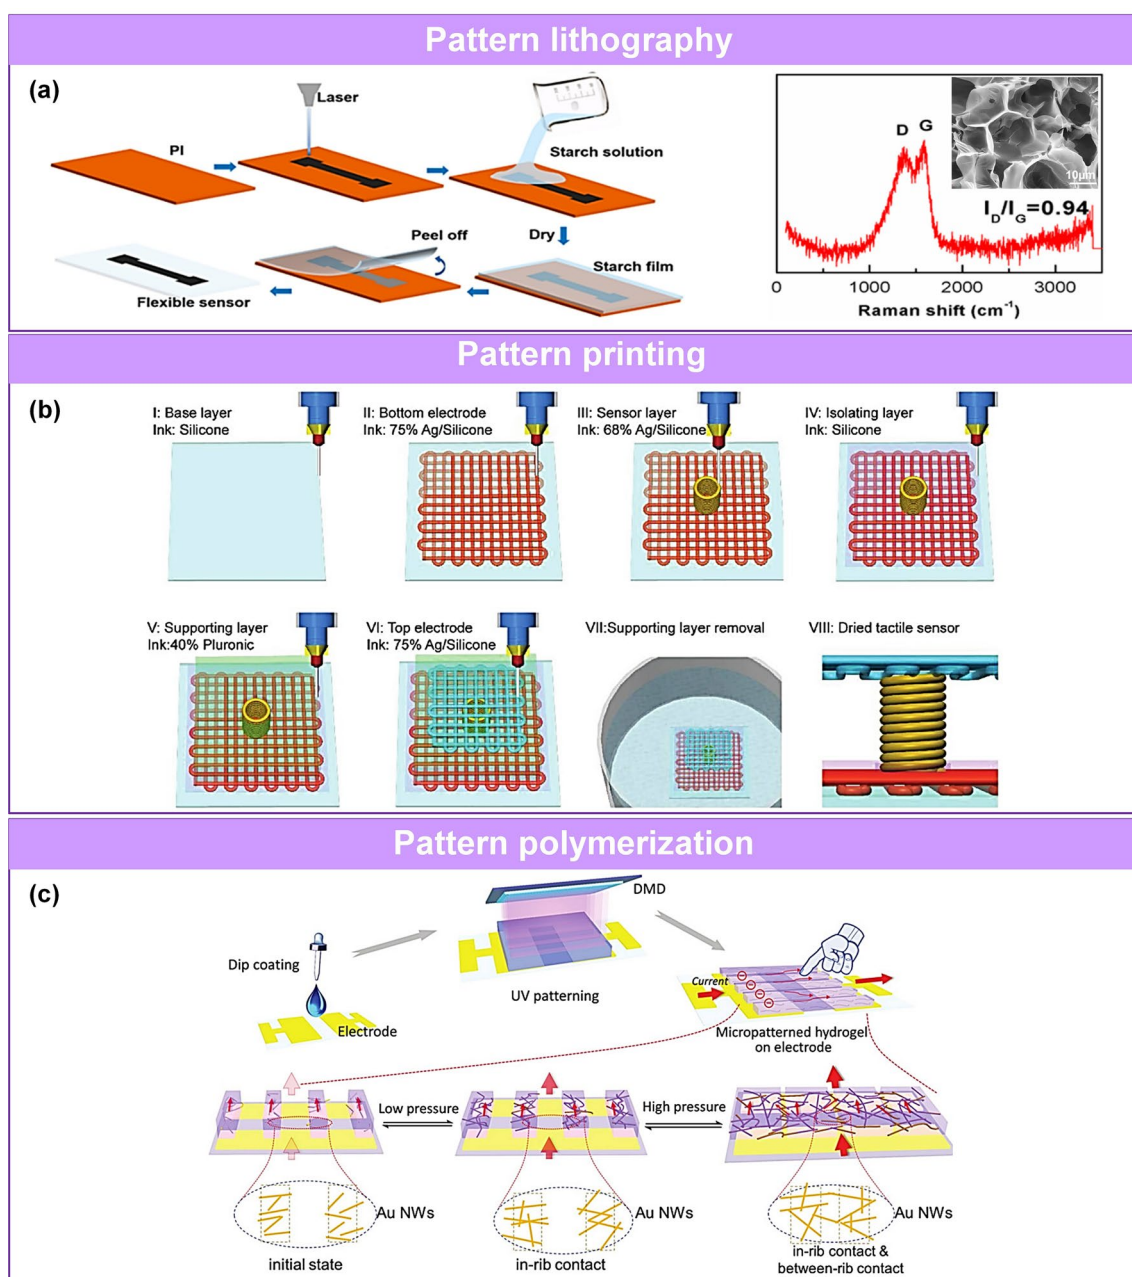 Pattern lithography
(a)
Laser
PI
Starch solution
Peel off
Dry
Starch film
Flexible sensor
D G
10μm
I_D/I_G=0.94
0 1000 2000 3000
Raman shift (cm⁻¹)
Pattern printing
(b)
I: Base layer
Ink: Silicone
II: Bottom electrode
Ink: 75% Ag/Silicone
III: Sensor layer
Ink: 68% Ag/Silicone
IV: Isolating layer
Ink: Silicone
V: Supporting layer
Ink:40% Pluronic
VI: Top electrode
Ink: 75% Ag/Silicone
VII:Supporting layer removal
VIII: Dried tactile sensor
Pattern polymerization
(c)
DMD
Dip coating
UV patterning
Electrode
Current
Micropatterned hydrogel
on electrode
Low pressure
High pressure
Au NWs
Au NWs
Au NWs
initial state
in-rib contact
in-rib contact &
between-rib contact